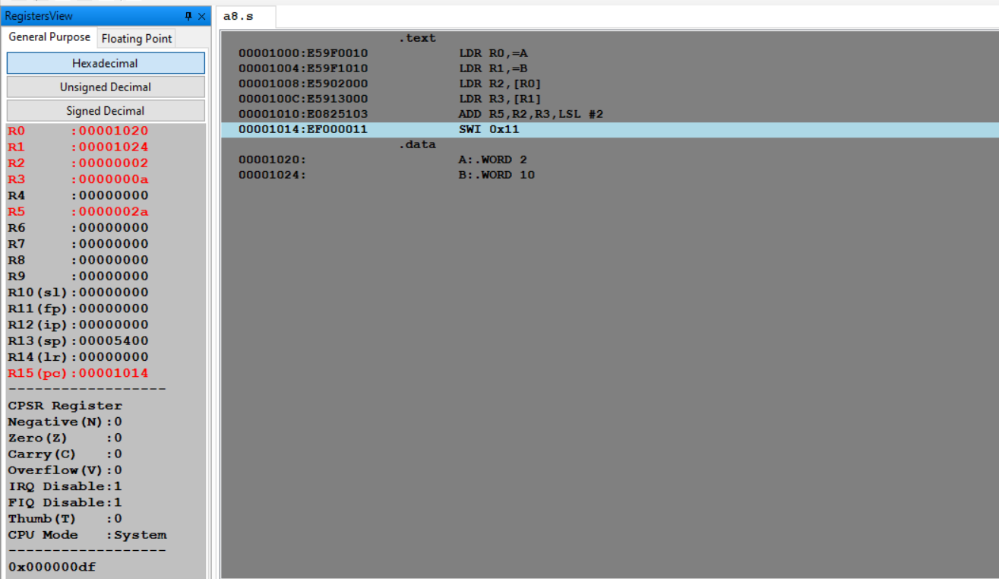 RegistersView
General Purpose Floating Point
Hexadecimal
Unsigned Decimal
Signed Decimal
R0 :00001020
R1 :00001024
R2 :00000002
R3 :0000000a
R4 :00000000
R5 :0000002a
R6 :00000000
R7 :00000000
R8 :00000000
R9 :00000000
R10(sl):00000000
R11(fp):00000000
R12(ip):00000000
R13(sp):00005400
R14(lr):00000000
R15(pc):00001014
------------------
CPSR Register
Negative(N):0
Zero(Z) :0
Carry(C) :0
Overflow(V):0
IRQ Disable:1
FIQ Disable:1
Thumb(T) :0
CPU Mode :System
------------------
0x000000df
a8.s
.text
00001000:E59F0010 LDR R0,=A
00001004:E59F1010 LDR R1,=B
00001008:E5902000 LDR R2,[R0]
0000100C:E5913000 LDR R3,[R1]
00001010:E0825103 ADD R5,R2,R3,LSL #2
00001014:EF000011 SWI 0x11
.data
00001020: A:.WORD 2
00001024: B:.WORD 10